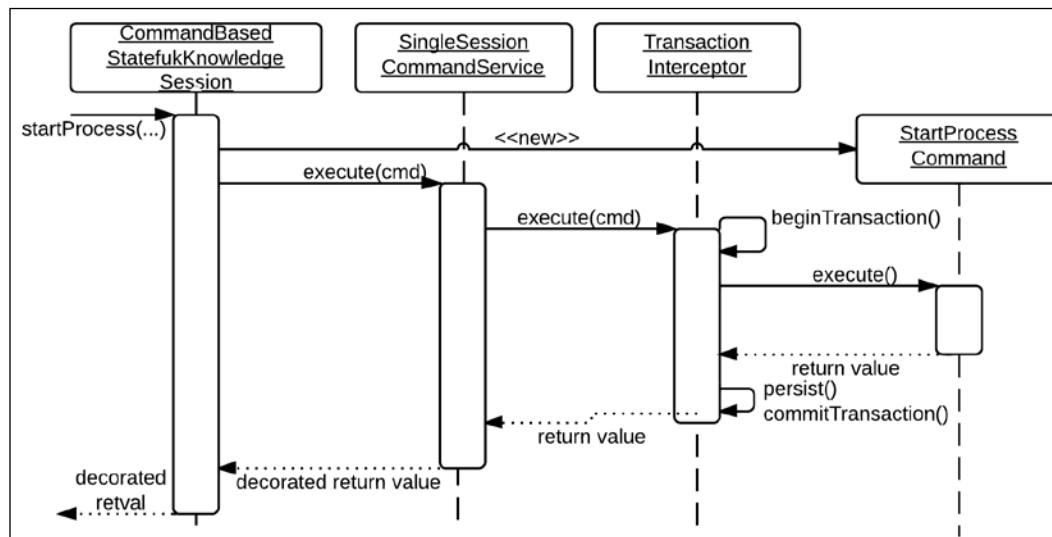 CommandBased
StatefukKnowledge
Session
SingleSession
CommandService
Transaction
Interceptor
startProcess(...)
<<new>>
StartProcess
Command
execute(cmd)
execute(cmd)
beginTransaction()
execute()
return value
persist()
commitTransaction()
return value
decorated return value
decorated
retval